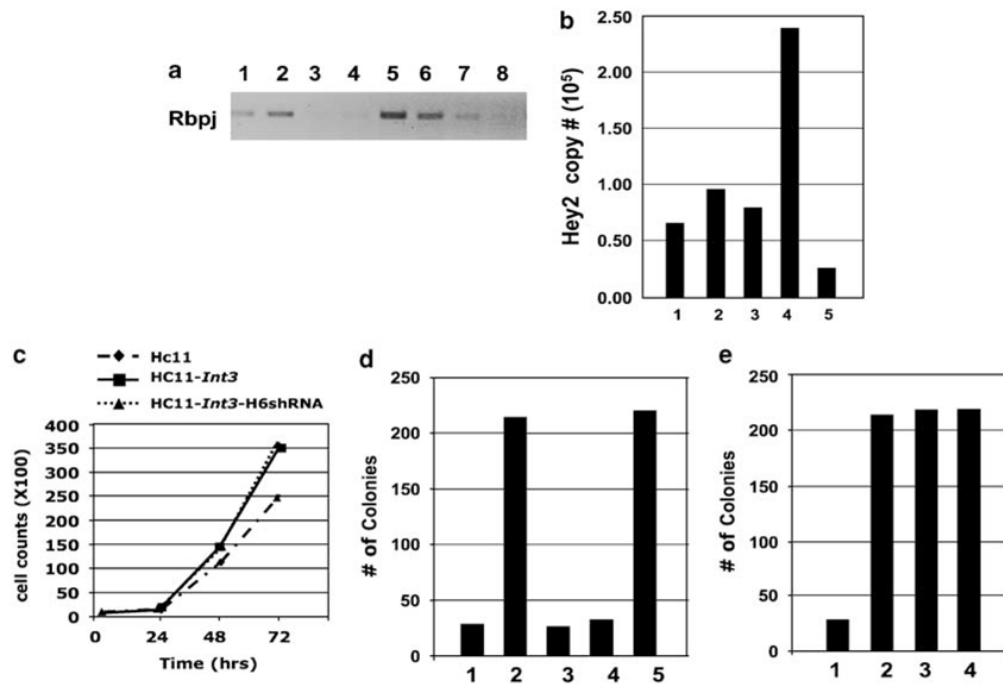 a
1 2 3 4 5 6 7 8
Rbpj
b
Hey2 copy # (10⁵)
2.50
2.00
1.50
1.00
0.50
0.00
1 2 3 4 5
c
Hc11
HC11-Int3
HC11-Int3-H6shRNA
cell counts (X100)
400
350
300
250
200
150
100
50
0
0 24 48 72
Time (hrs)
d
# of Colonies
250
200
150
100
50
0
1 2 3 4 5
e
# of Colonies
250
200
150
100
50
0
1 2 3 4